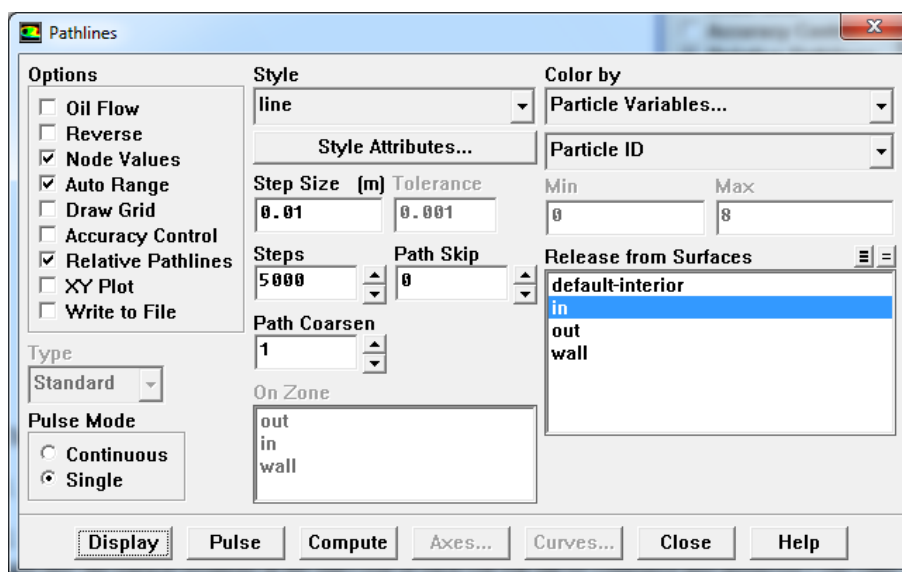 Pathlines
Options
Oil Flow
Reverse
Node Values
Auto Range
Draw Grid
Accuracy Control
Relative Pathlines
XY Plot
Write to File
Type
Standard
Pulse Mode
Continuous
Single
Style
line
Style Attributes...
Step Size (m) Tolerance
0.01 0.001
Steps Path Skip
5000 0
Path Coarsen
1
On Zone
out
in
wall
Color by
Particle Variables...
Particle ID
Min Max
0 8
Release from Surfaces
default-interior
in
out
wall
Display Pulse Compute Axes... Curves... Close Help